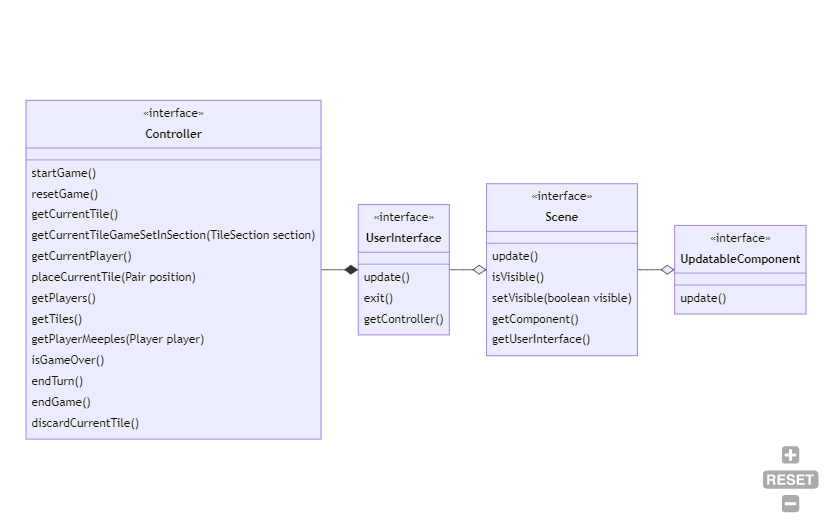 «interface»
Controller
startGame()
resetGame()
getCurrentTile()
getCurrentTileGameSetInSection(TileSection section)
getCurrentPlayer()
placeCurrentTile(Pair position)
getPlayers()
getTiles()
getPlayerMeeples(Player player)
isGameOver()
endTurn()
endGame()
discardCurrentTile()
«interface»
UserInterface
update()
exit()
getController()
«interface»
Scene
update()
isVisible()
setVisible(boolean visible)
getComponent()
getUserInterface()
«interface»
UpdatableComponent
update()
RESET